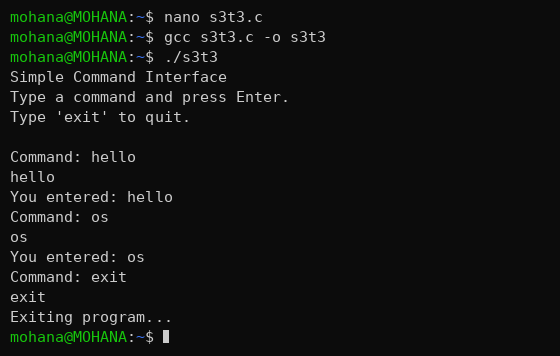 mohana@MOHANA:~$ nano s3t3.c
mohana@MOHANA:~$ gcc s3t3.c -o s3t3
mohana@MOHANA:~$ ./s3t3
Simple Command Interface
Type a command and press Enter.
Type 'exit' to quit.

Command: hello
hello
You entered: hello
Command: os
os
You entered: os
Command: exit
exit
Exiting program...
mohana@MOHANA:~$